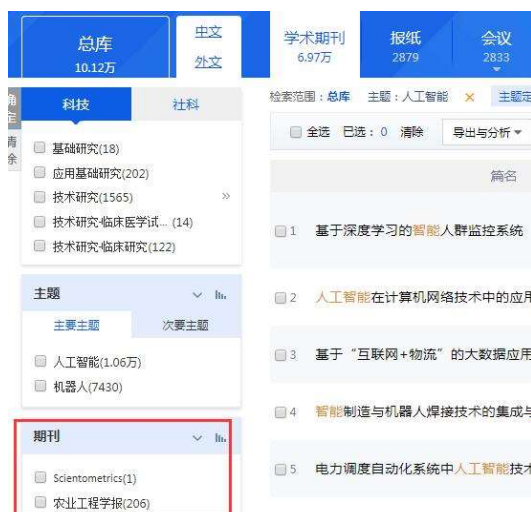 总库
10.12万
中文
外文
学术期刊
6.97万
报纸
2879
会议
2833
科技
社科
基础研究(18)
应用基础研究(202)
技术研究(1565)
技术研究-临床医学试... (14)
技术研究-临床研究(122)
主题
主要主题
次要主题
人工智能(1.06万)
机器人(7430)
期刊
Scientometrics(1)
农业工程学报(206)
检索范围：总库 主题：人工智能 × 主题定
全选 已选：0 清除 导出与分析
篇名
1 基于深度学习的智能人群监控系统
2 人工智能在计算机网络技术中的应用
3 基于“互联网+物流”的大数据应用
4 智能制造与机器人焊接技术的集成与
5 电力调度自动化系统中人工智能技术